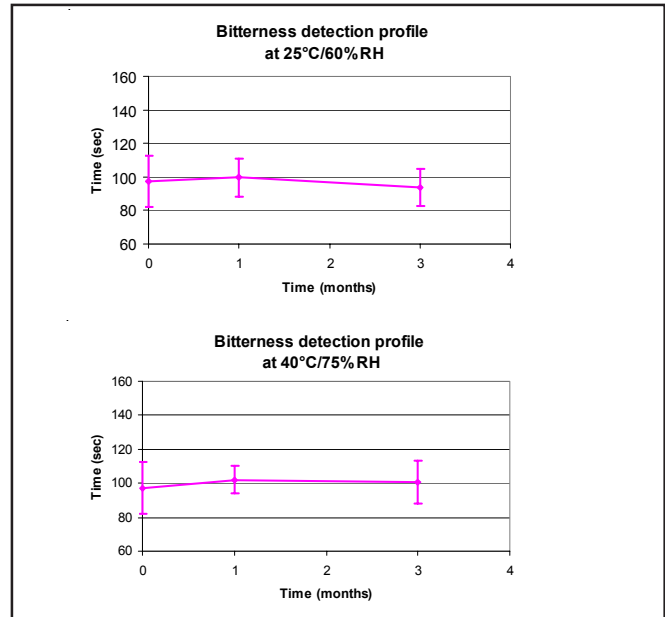 Bitterness detection profile
at 25°C/60%RH
160
140
120
100
80
60
Time (sec)
0 1 2 3 4
Time (months)
Bitterness detection profile
at 40°C/75%RH
160
140
120
100
80
60
Time (sec)
0 1 2 3 4
Time (months)